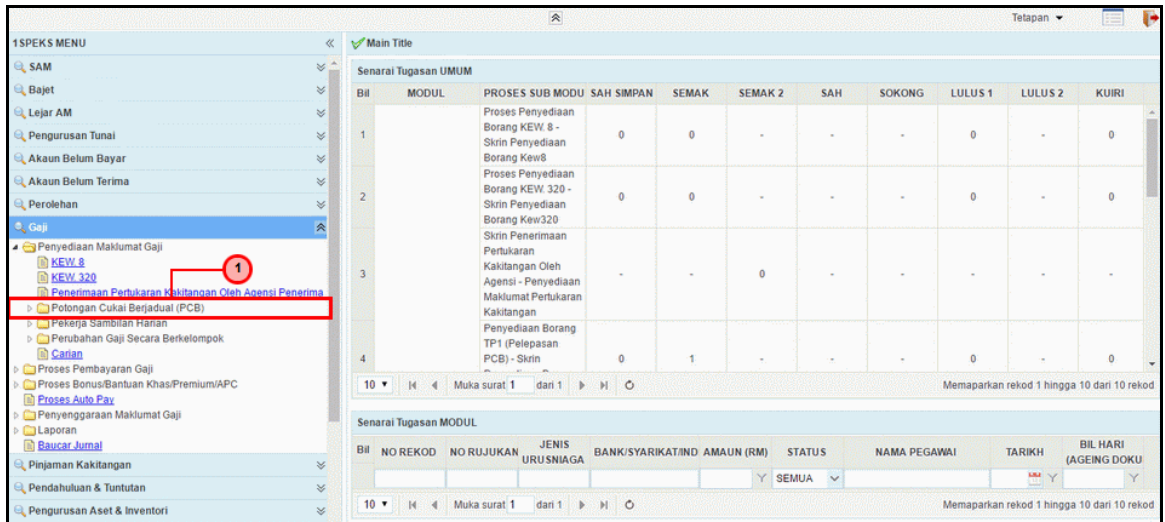 Tetapan
1SPEKS MENU
SAM
Bajet
Lejar AM
Pengurusan Tunai
Akaun Belum Bayar
Akaun Belum Terima
Perolehan
Gaji
Penyediaan Maklumat Gaji
KEW. 8
KEW. 320
1
Penerimaan Pertukaran Kakitangan Oleh Agensi Penerima
Potongan Cukai Berjadual (PCB)
Pekerja Sambilan Harian
Perubahan Gaji Secara Berkelompok
Carian
Proses Pembayaran Gaji
Proses Bonus/Bantuan Khas/Premium/APC
Proses Auto Pay
Penyenggaraan Maklumat Gaji
Laporan
Baucar Jurnal
Pinjaman Kakitangan
Pendahuluan & Tuntutan
Pengurusan Aset & Inventori
Main Title
Senarai Tugasan UMUM
Bil MODUL PROSES SUB MODU SAH SIMPAN SEMAK SEMAK 2 SAH SOKONG LULUS 1 LULUS 2 KUIRI
Proses Penyediaan
Borang KEW. 8 -
1 0 0 - - - 0 - 0
Skrin Penyediaan
Borang Kew8
Proses Penyediaan
Borang KEW. 320 -
2 0 0 - - - 0 - 0
Skrin Penyediaan
Borang Kew320
Skrin Penerimaan
Pertukaran
Kakitangan Oleh
3 - - 0 - - - - -
Agensi - Penyediaan
Maklumat Pertukaran
Kakitangan
Penyediaan Borang
TP1 (Pelepasan
4 PCB) - Skrin 0 1 - - - 0 - 0
10 Muka surat 1 dari 1 Memaparkan rekod 1 hingga 10 dari 10 rekod
Senarai Tugasan MODUL
Bil NO REKOD NO RUJUKAN JENIS URUSNIAGA BANK/SYARIKAT/IND AMAUN (RM) STATUS NAMA PEGAWAI TARIKH BIL HARI (AGEING DOKU
SEMUA
10 Muka surat 1 dari 1 Memaparkan rekod 1 hingga 10 dari 10 rekod